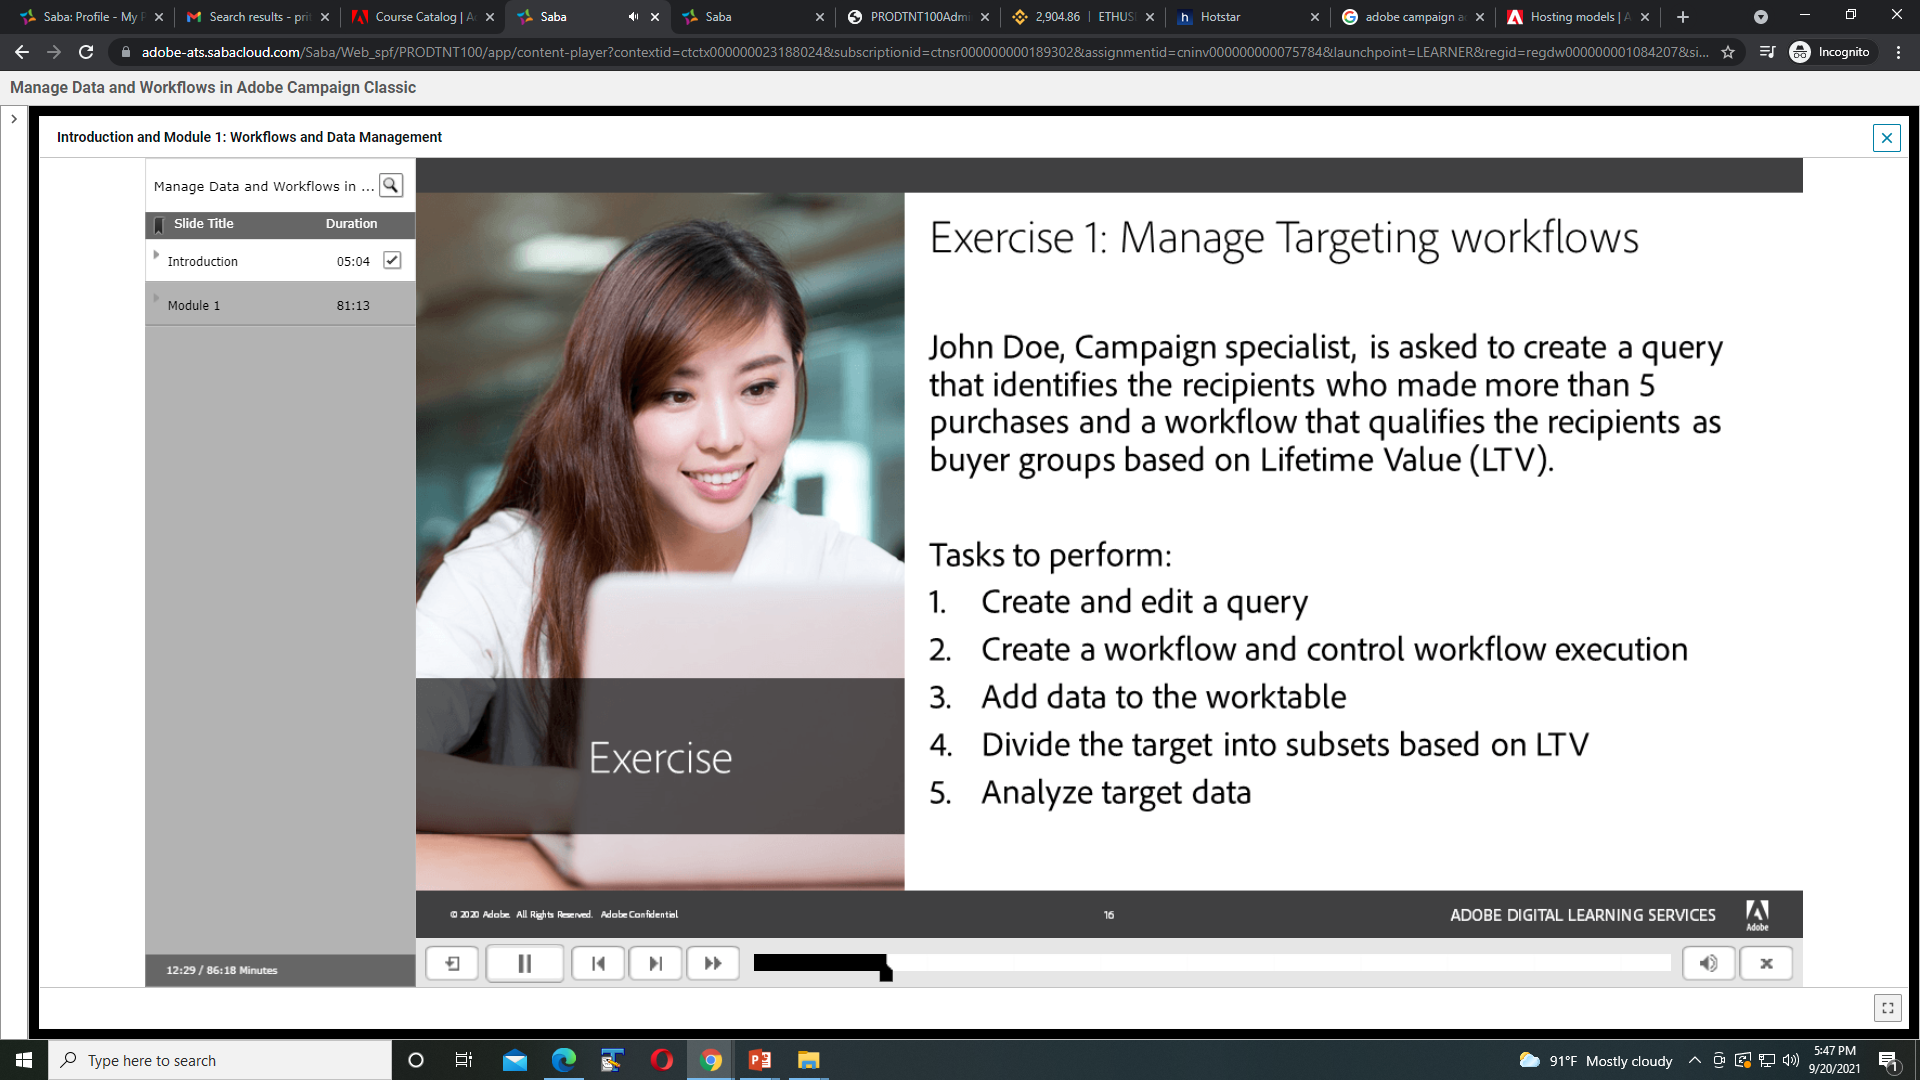 Saba: Profile - My P
Search results - prit
Course Catalog | A
Saba
Saba
PRODTNT100Admi
2,904.86 | ETHUS
Hotstar
adobe campaign a
Hosting models | A
adobe-ats.sabacloud.com/Saba/Web_spf/PRODTNT100/app/content-player?contextid=ctctx000000023188024&subscriptionid=ctnsr0000000000189302&assignmentid=cninv000000000075784&launchpoint=LEARNER&regid=regdw000000001084207&si...
Incognito
Manage Data and Workflows in Adobe Campaign Classic
Introduction and Module 1: Workflows and Data Management
Manage Data and Workflows in ...
Slide Title Duration
Introduction 05:04
Module 1 81:13
Exercise 1: Manage Targeting workflows
John Doe, Campaign specialist, is asked to create a query
that identifies the recipients who made more than 5
purchases and a workflow that qualifies the recipients as
buyer groups based on Lifetime Value (LTV).
Tasks to perform:
1. Create and edit a query
2. Create a workflow and control workflow execution
3. Add data to the worktable
4. Divide the target into subsets based on LTV
5. Analyze target data
Exercise
© 2020 Adobe. All Rights Reserved. Adobe Confidential
16
ADOBE DIGITAL LEARNING SERVICES
Adobe
12:29 / 86:18 Minutes
Type here to search
91°F Mostly cloudy
5:47 PM
9/20/2021
1